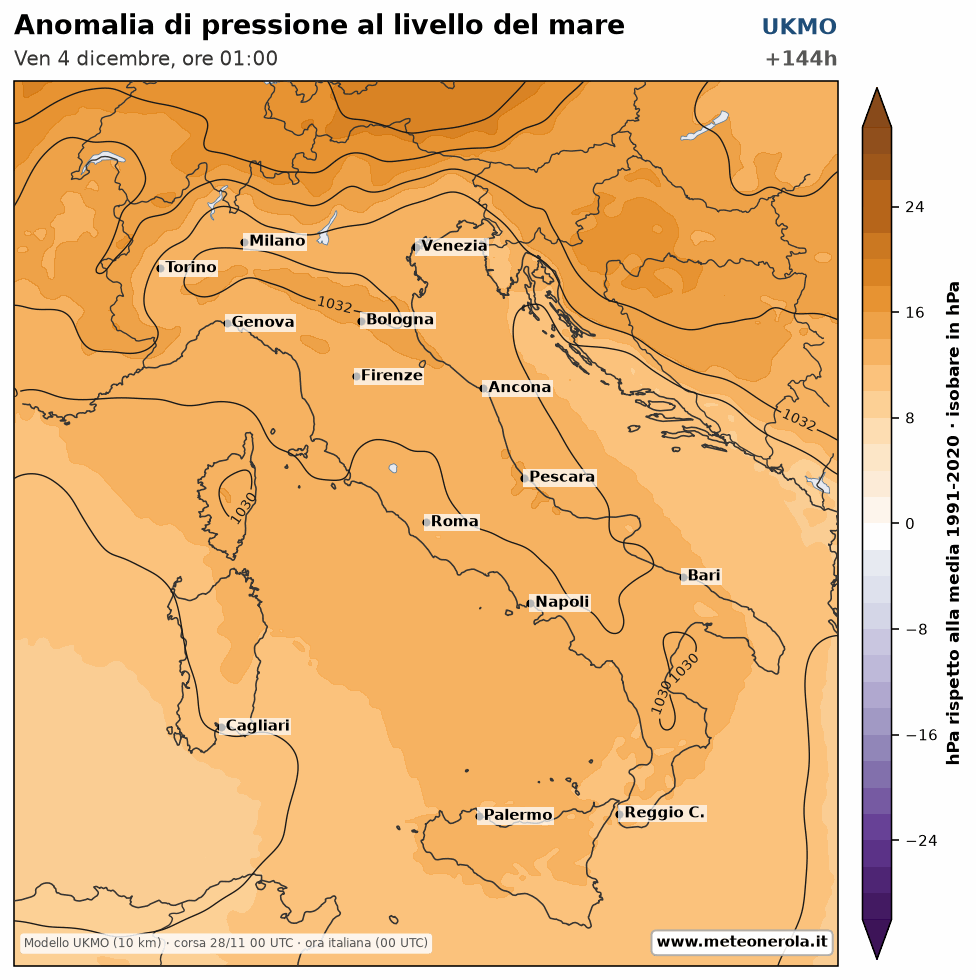 Anomalia di pressione al livello del mare
UKMO
Ven 4 dicembre, ore 01:00
+144h
Milano
Venezia
Torino
1032
Genova
Bologna
Firenze
Ancona
1032
Pescara
1030
Roma
Bari
Napoli
1030
1030
Cagliari
Palermo
Reggio C.
24
16
8
0
−8
−16
−24
hPa rispetto alla media 1991-2020 · isobare in hPa
Modello UKMO (10 km) · corsa 28/11 00 UTC · ora italiana (00 UTC)
www.meteonerola.it